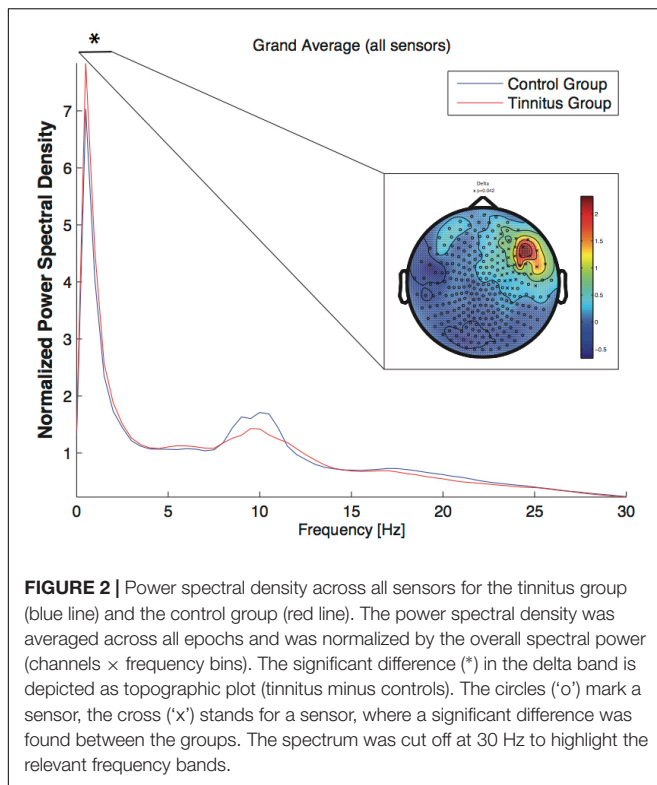 *
Grand Average (all sensors)
Control Group
Tinnitus Group
Normalized Power Spectral Density
7
6
5
4
3
2
1
Delta
x p=0.042
2
1.5
1
0.5
0
−0.5
0 5 10 15 20 25 30
Frequency [Hz]
FIGURE 2 | Power spectral density across all sensors for the tinnitus group
(blue line) and the control group (red line). The power spectral density was
averaged across all epochs and was normalized by the overall spectral power
(channels × frequency bins). The significant difference (*) in the delta band is
depicted as topographic plot (tinnitus minus controls). The circles (‘o’) mark a
sensor, the cross (‘x’) stands for a sensor, where a significant difference was
found between the groups. The spectrum was cut off at 30 Hz to highlight the
relevant frequency bands.